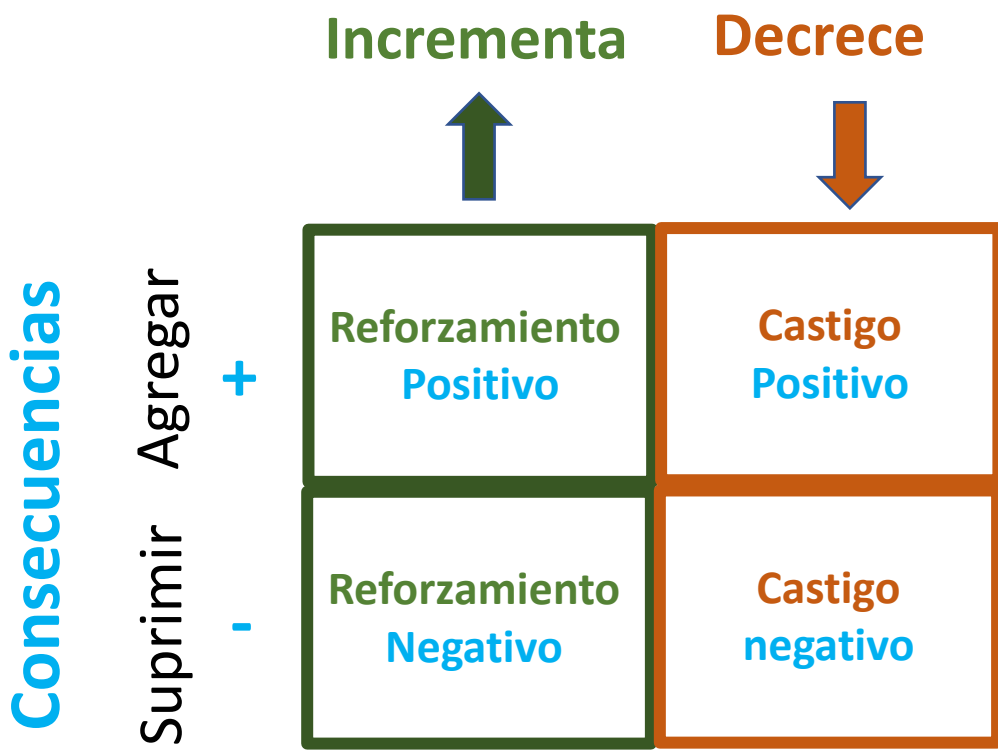 Incrementa
Decrece
Consecuencias
Agregar
+
Reforzamiento
Positivo
Castigo
Positivo
Suprimir
-
Reforzamiento
Negativo
Castigo
negativo